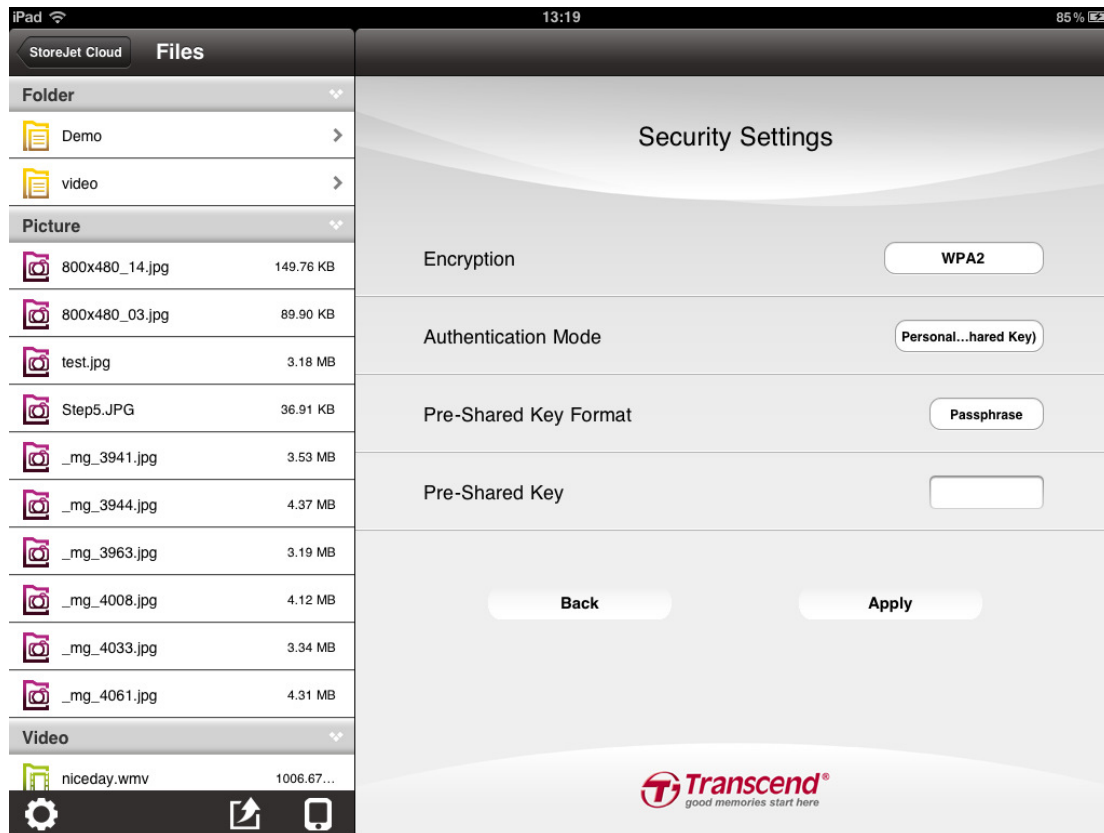 iPad 13:19 85%
StoreJet Cloud Files
Folder
Demo
video
Picture
800x480_14.jpg 149.76 KB
800x480_03.jpg 89.90 KB
test.jpg 3.18 MB
Step5.JPG 36.91 KB
_mg_3941.jpg 3.53 MB
_mg_3944.jpg 4.37 MB
_mg_3963.jpg 3.19 MB
_mg_4008.jpg 4.12 MB
_mg_4033.jpg 3.34 MB
_mg_4061.jpg 4.31 MB
Video
niceday.wmv 1006.67...
Security Settings
Encryption WPA2
Authentication Mode Personal...hared Key)
Pre-Shared Key Format Passphrase
Pre-Shared Key
Back Apply
Transcend®
good memories start here